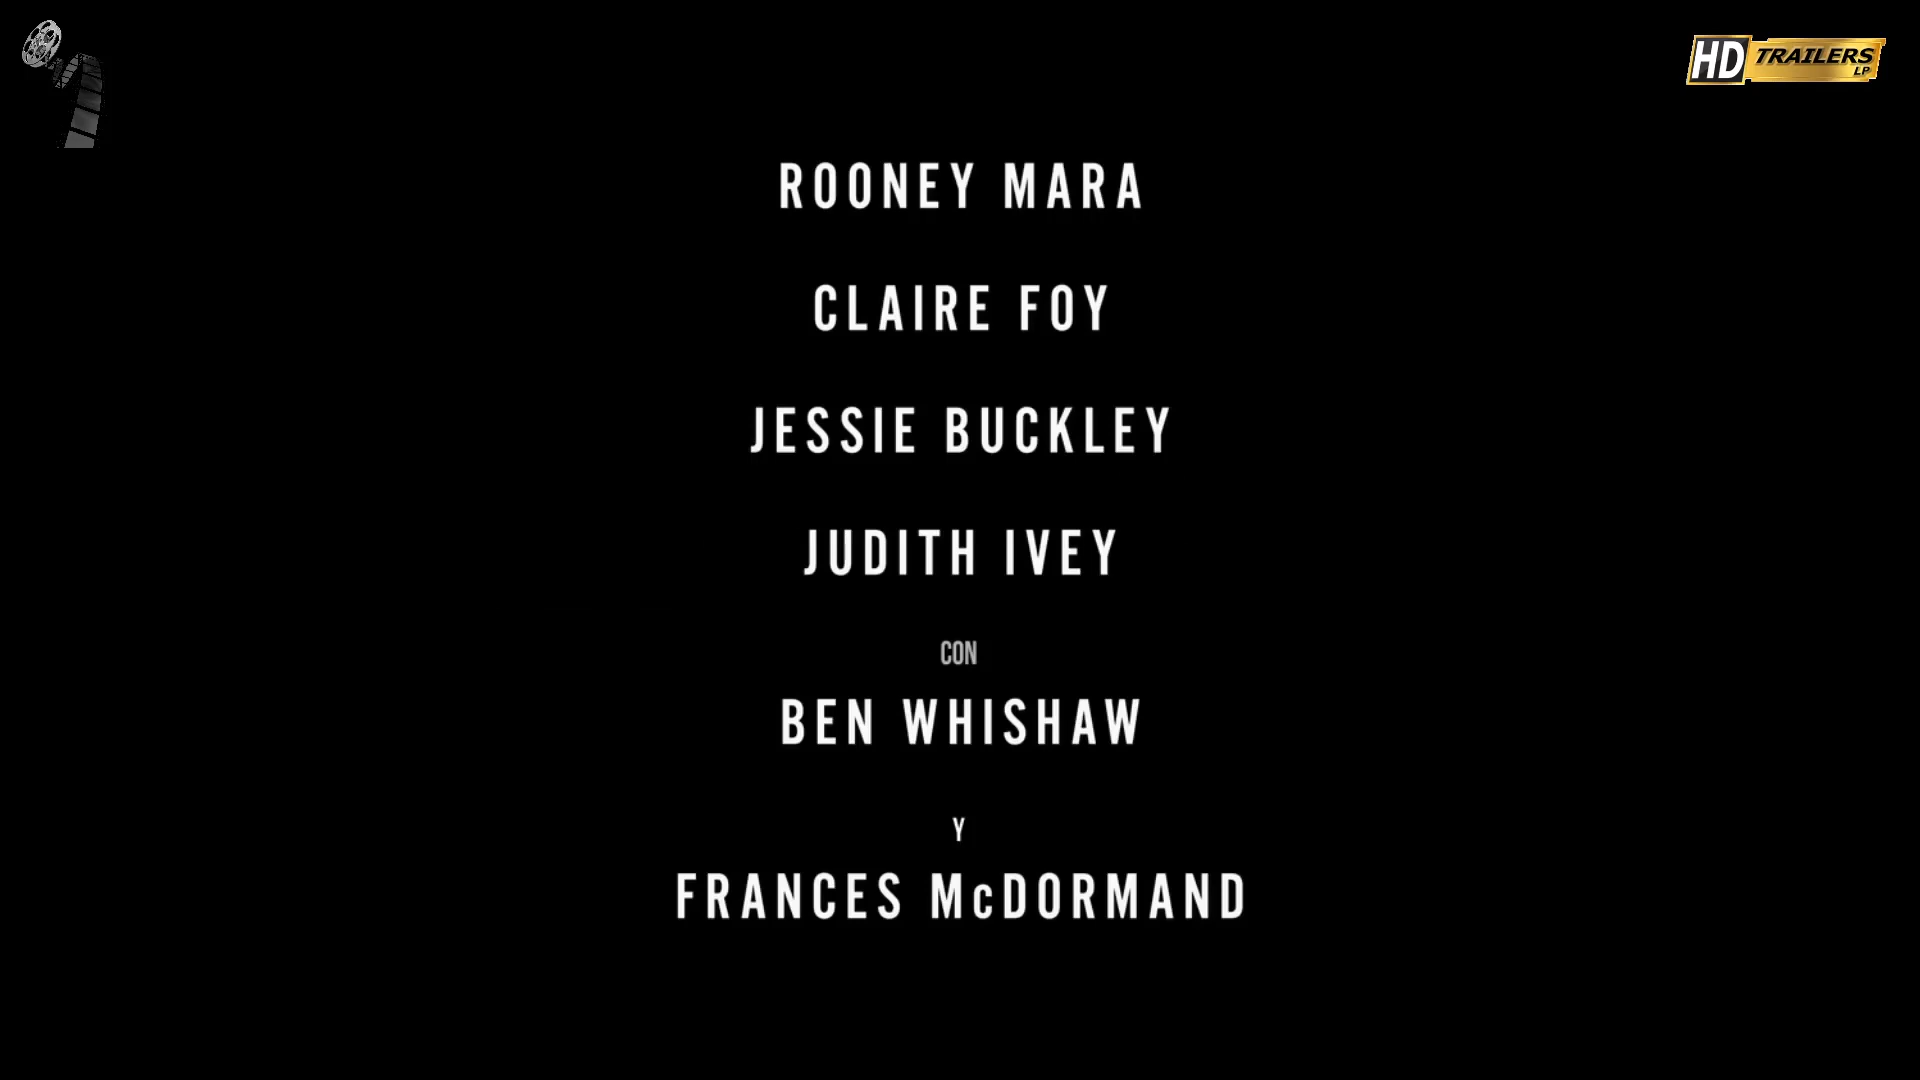 HD TRAILERS
LP
ROONEY MARA
CLAIRE FOY
JESSIE BUCKLEY
JUDITH IVEY
CON
BEN WHISHAW
Y
FRANCES McDORMAND